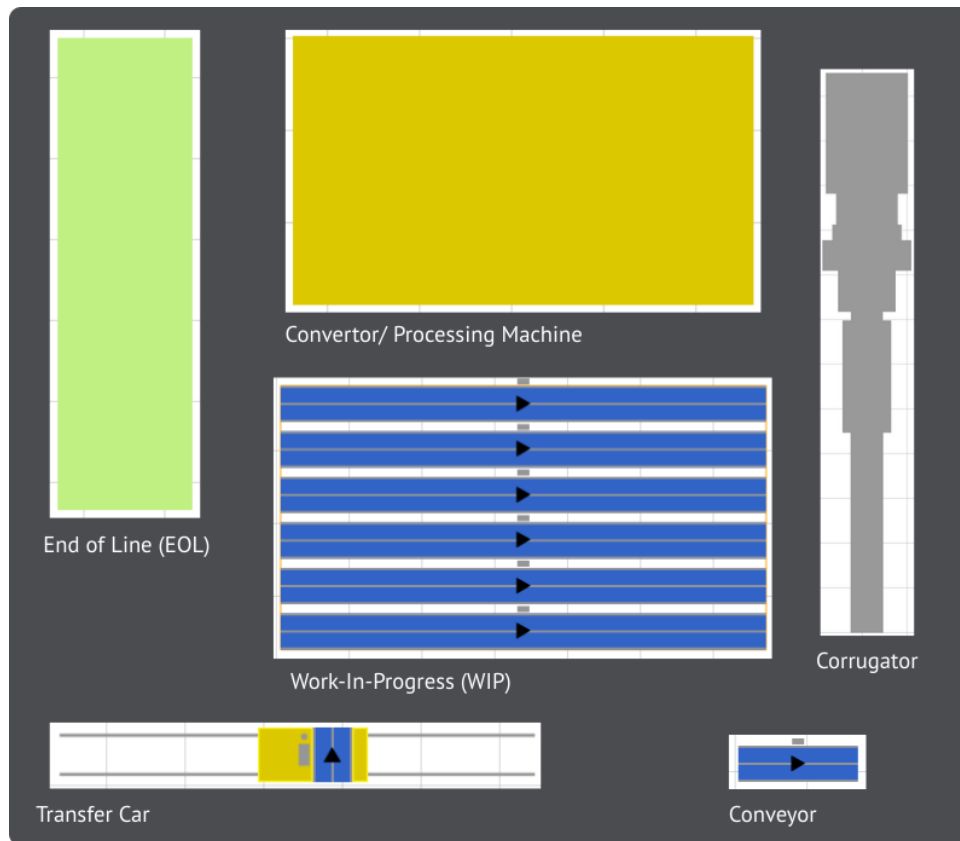 Convertor/ Processing Machine
End of Line (EOL)
Corrugator
Work-In-Progress (WIP)
Transfer Car
Conveyor